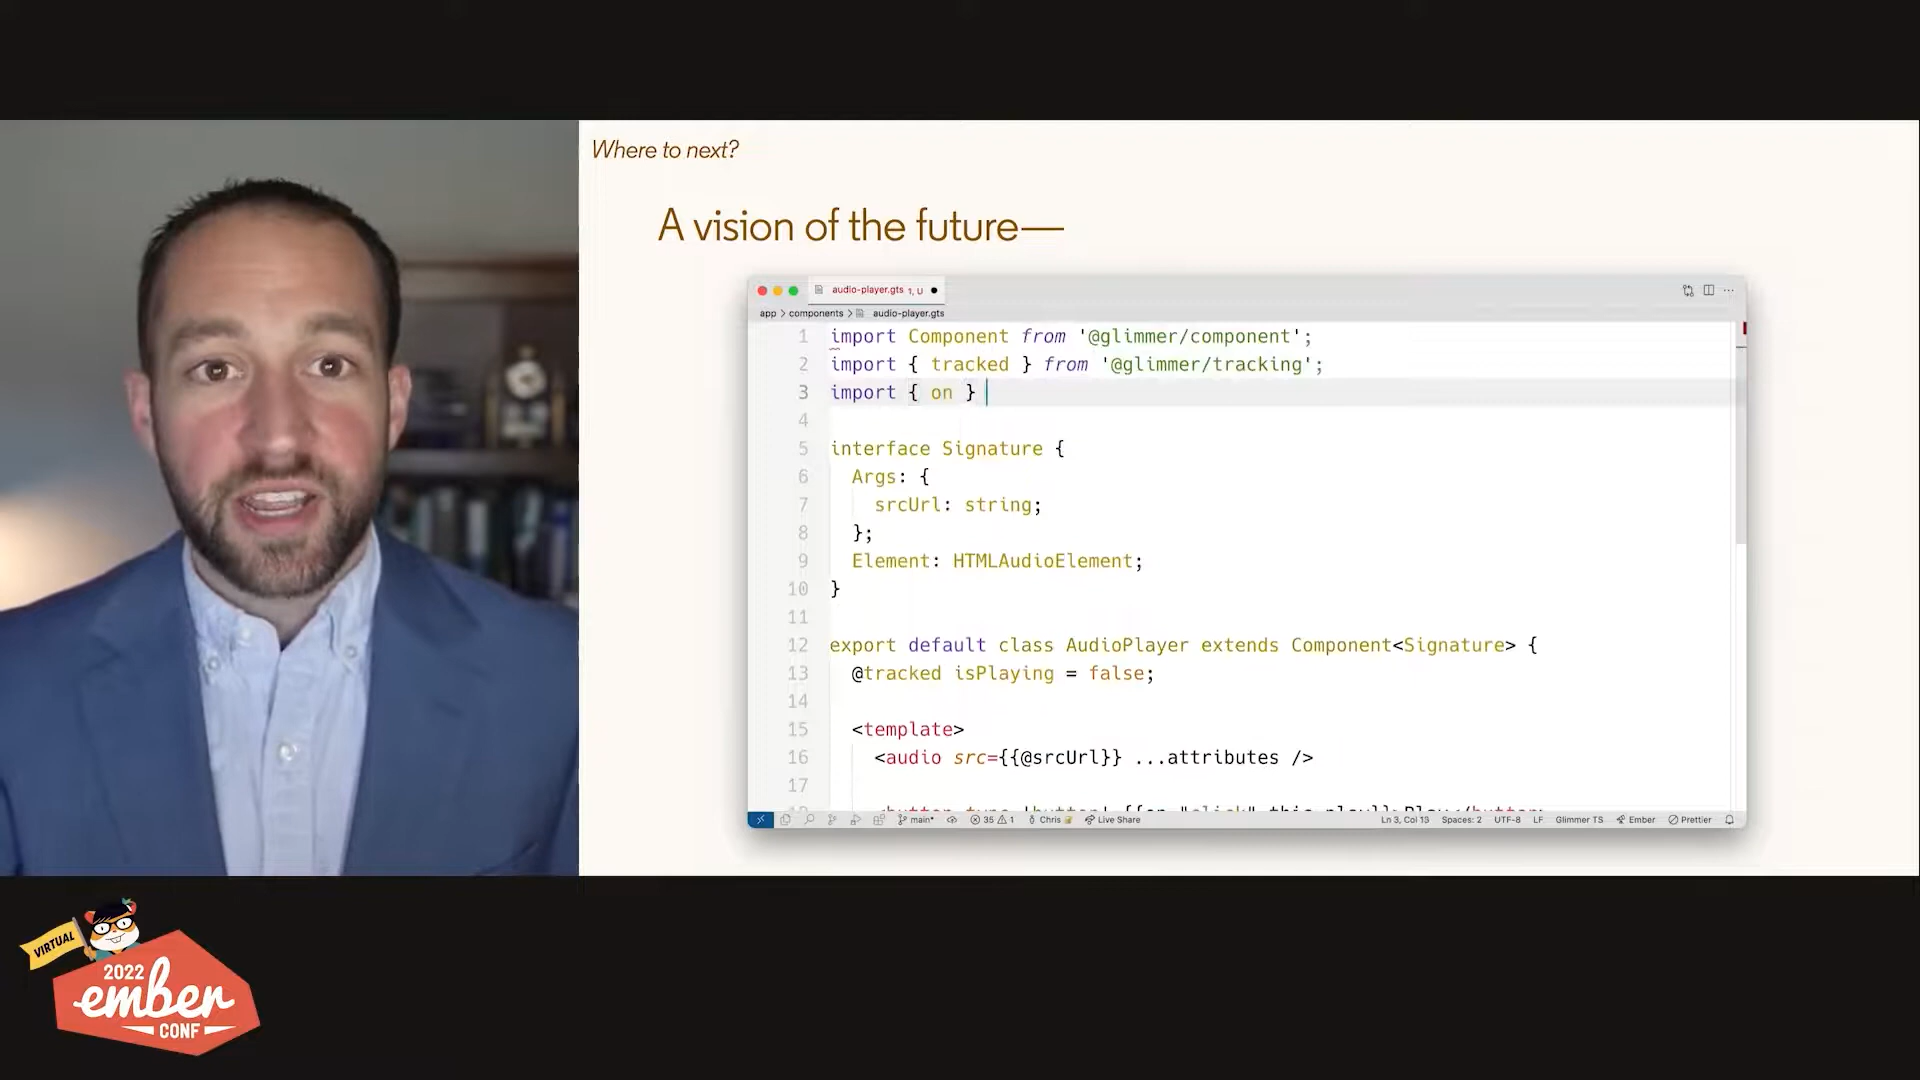 Where to next?
A vision of the future—
audio-player.gts 1, U
app > components > audio-player.gts
1 import Component from '@glimmer/component';
2 import { tracked } from '@glimmer/tracking';
3 import { on }
4
5 interface Signature {
6 Args: {
7 srcUrl: string;
8 };
9 Element: HTMLAudioElement;
10 }
11
12 export default class AudioPlayer extends Component<Signature> {
13 @tracked isPlaying = false;
14
15 <template>
16 <audio src={{@srcUrl}} ...attributes />
17
main* 35 1 Chris Live Share Ln 3, Col 13 Spaces: 2 UTF-8 LF Glimmer TS Ember Prettier
VIRTUAL
2022
ember
CONF